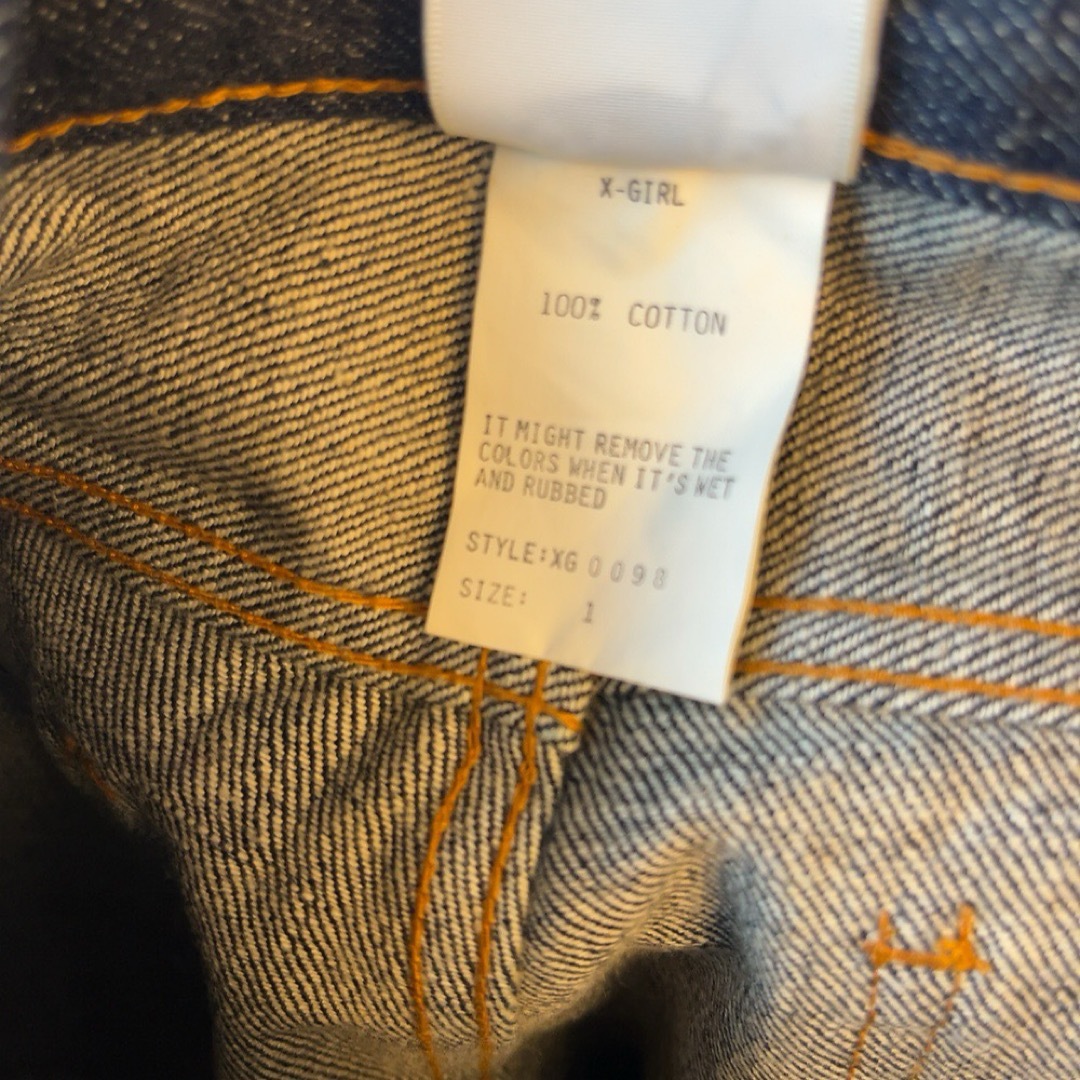 X-GIRL
100% COTTON
IT MIGHT REMOVE THE
COLORS WHEN IT'S WET
AND RUBBED
STYLE:XG 0098
SIZE: 1